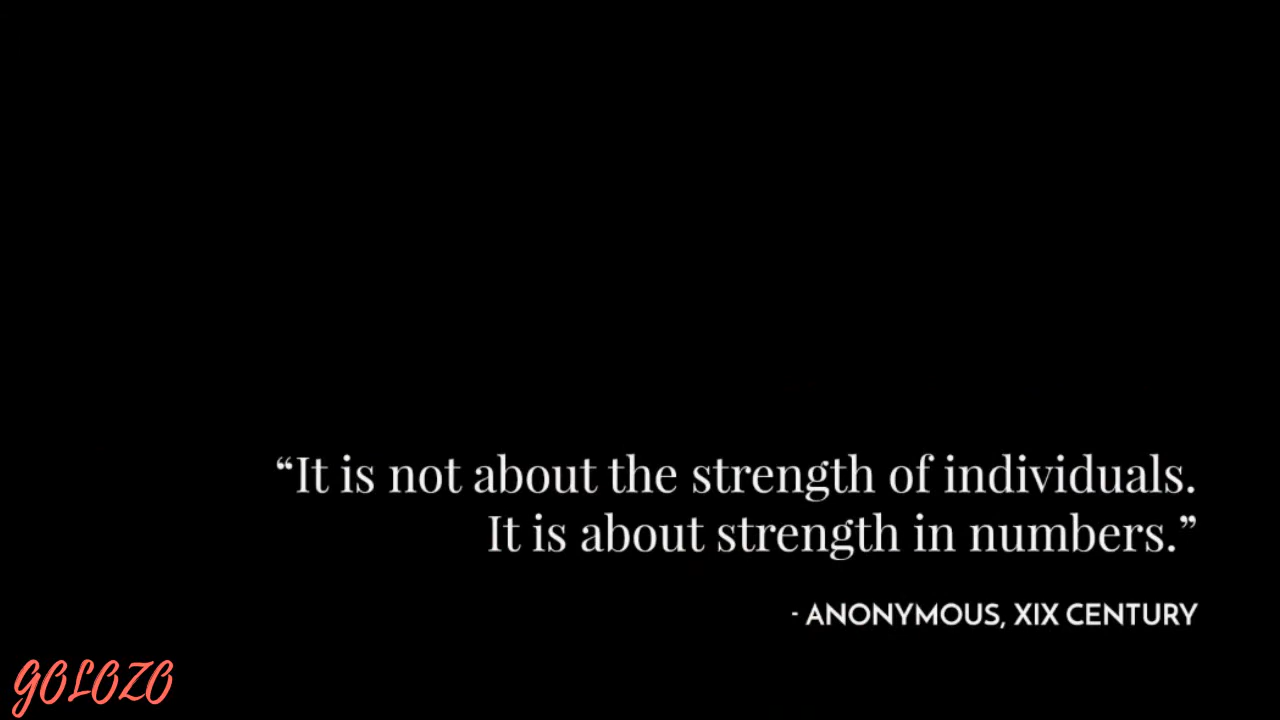 “It is not about the strength of individuals.
It is about strength in numbers.”
- ANONYMOUS, XIX CENTURY
GOLOZO